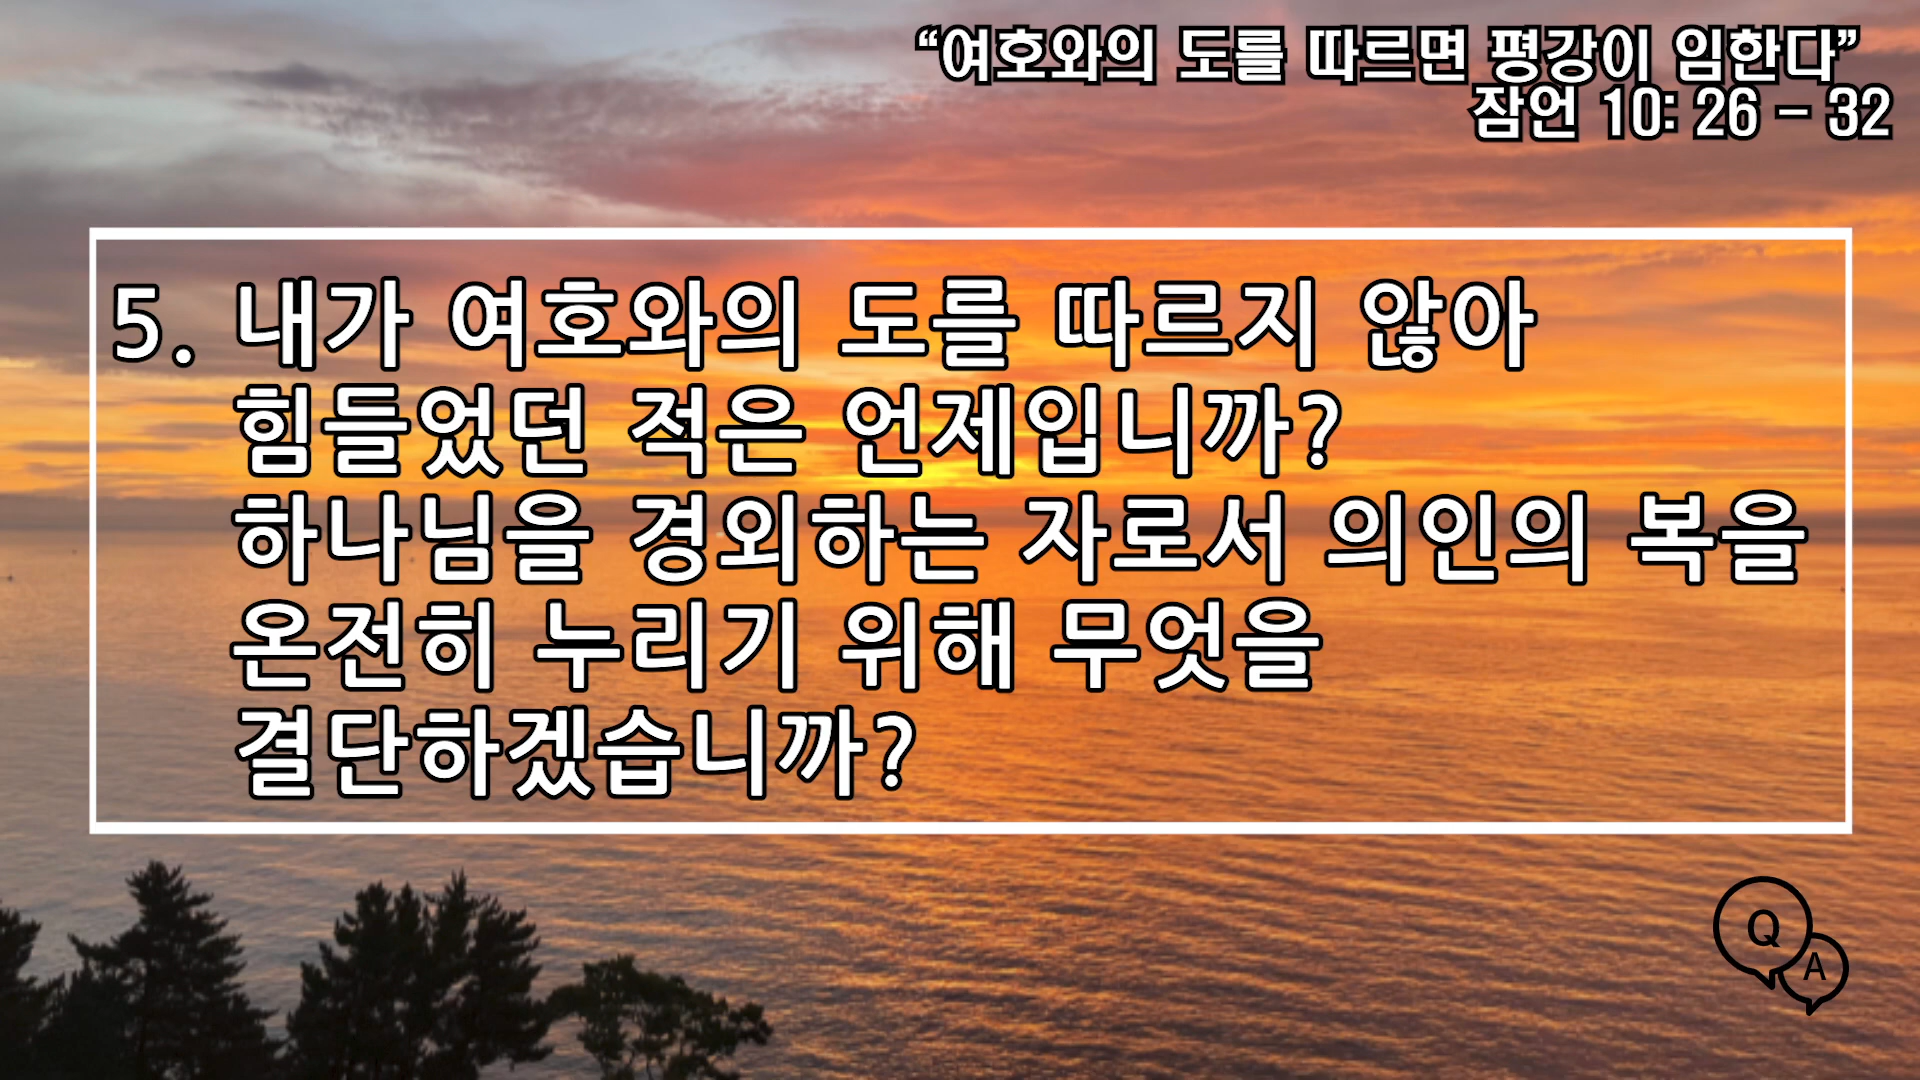 “여호와의 도를 따르면 평강이 임한다”
잠언 10: 26 – 32
5. 내가 여호와의 도를 따르지 않아
힘들었던 적은 언제입니까?
하나님을 경외하는 자로서 의인의 복을
온전히 누리기 위해 무엇을
결단하겠습니까?
Q
A